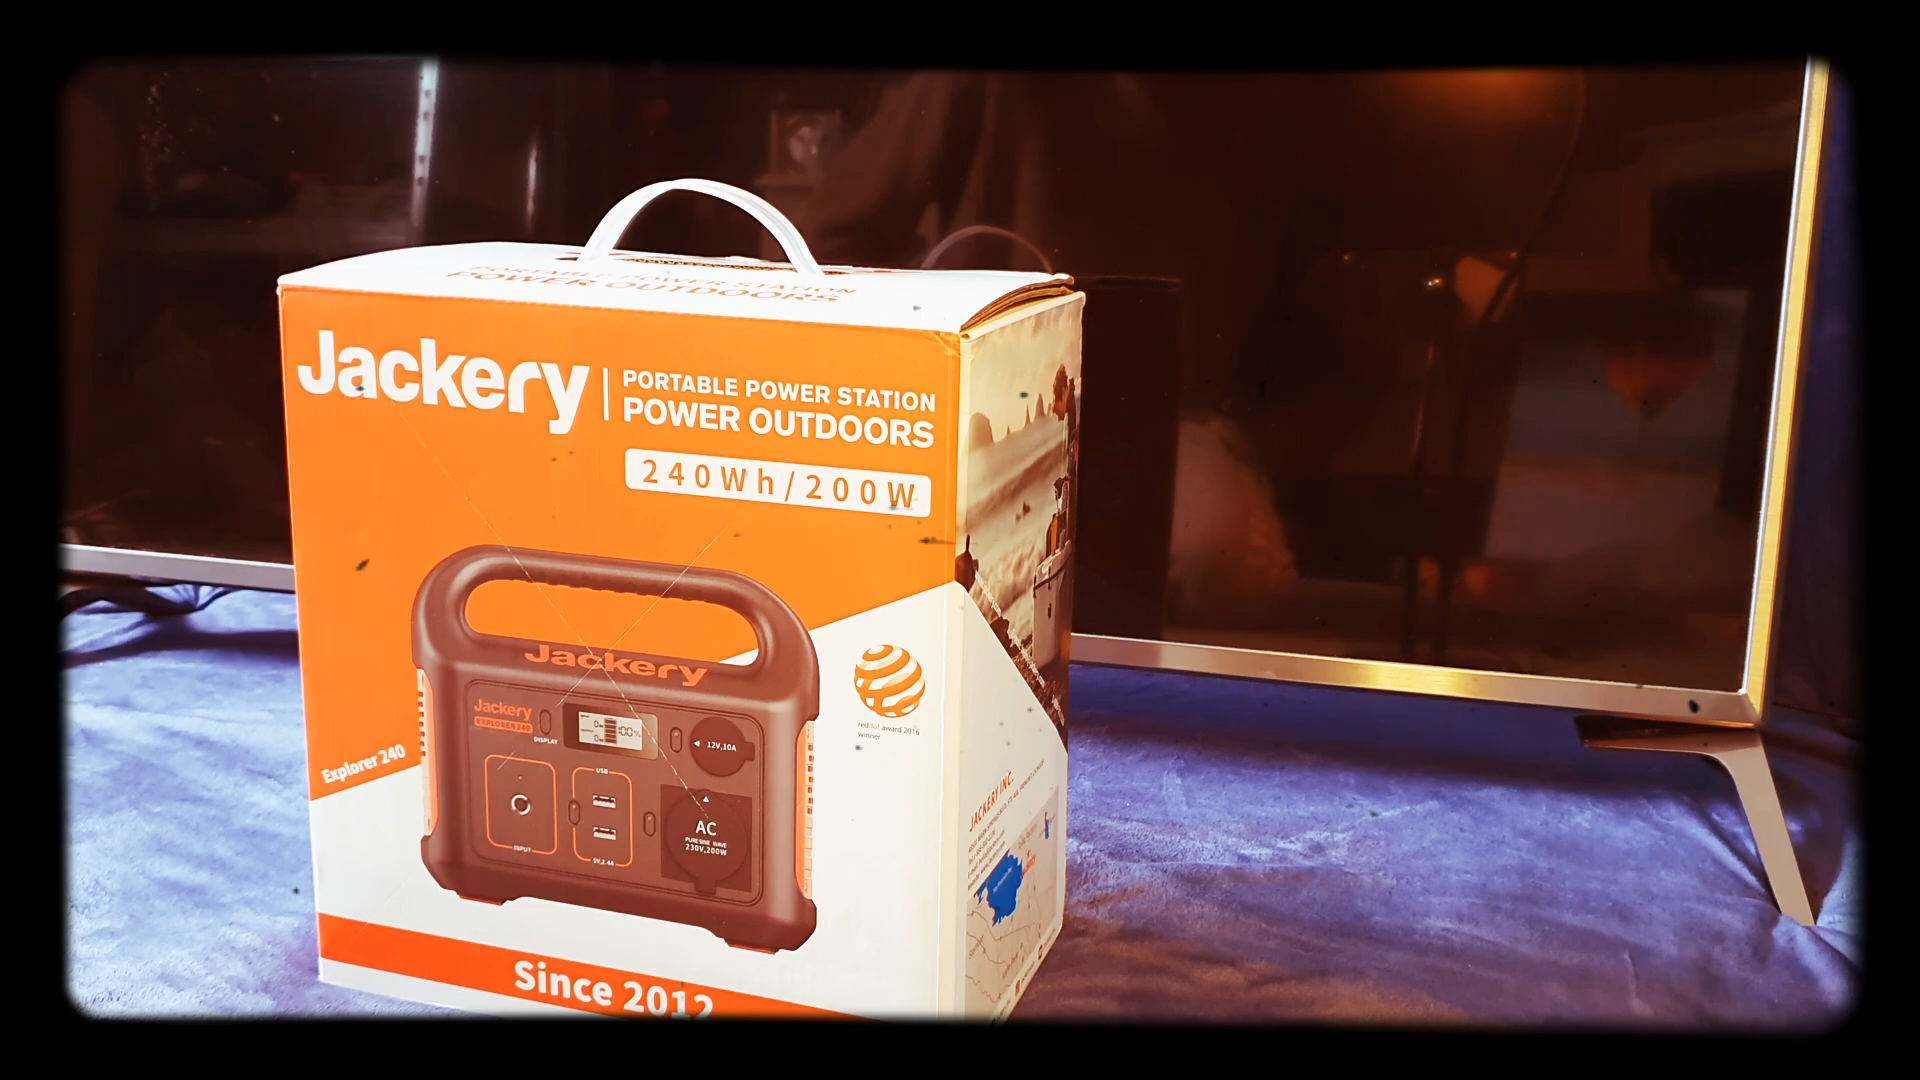 PORTABLE POWER STATION
POWER OUTDOORS
Jackery
PORTABLE POWER STATION
POWER OUTDOORS
240Wh/200W
Jackery
Jackery
EXPLORER 240
DISPLAY
100%
12V,10A
USB
INPUT
5V,2.4A
AC
PURE SINE WAVE
230V,200W
Explorer 240
reddot award 2016
winner
JACKERY INC.
Since 2012